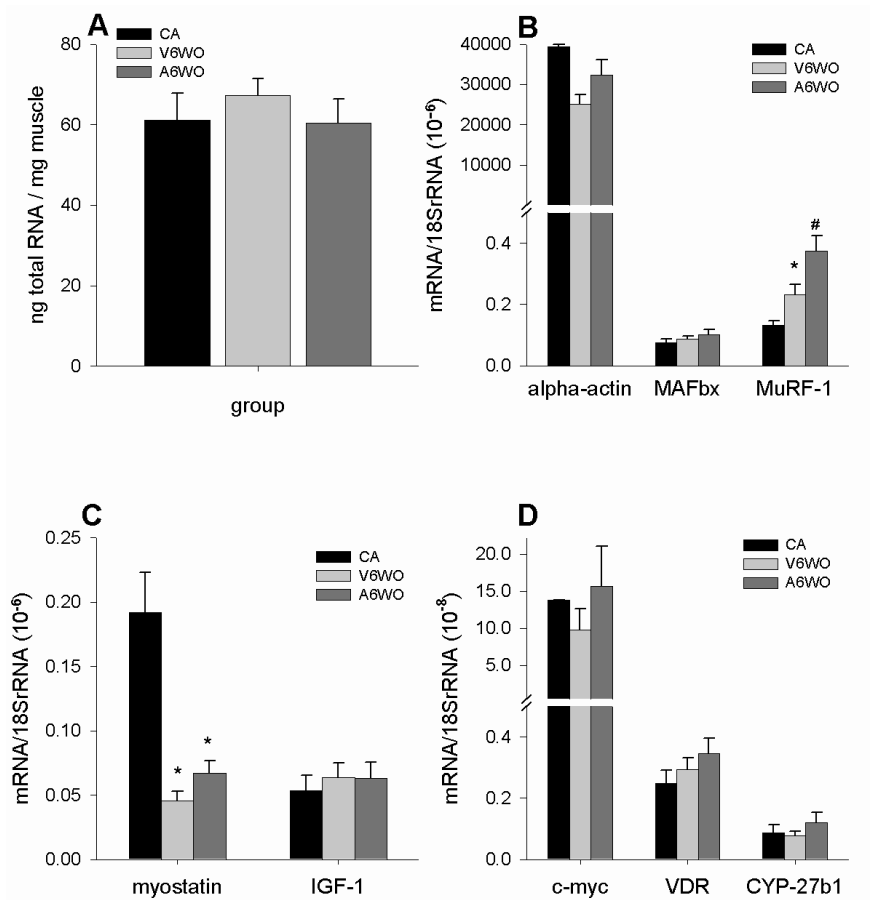 A
CA
V6WO
A6WO
80
60
40
20
0
ng total RNA / mg muscle
group
B
CA
V6WO
A6WO
40000
30000
20000
10000
0.4
0.2
0.0
mRNA/18SrRNA (10⁻⁶)
*
#
alpha-actin MAFbx MuRF-1
C
CA
V6WO
A6WO
0.25
0.20
0.15
0.10
0.05
0.00
mRNA/18SrRNA (10⁻⁶)
*
*
myostatin IGF-1
D
CA
V6WO
A6WO
20.0
15.0
10.0
5.0
0.4
0.2
0.0
mRNA/18SrRNA (10⁻⁸)
c-myc VDR CYP-27b1